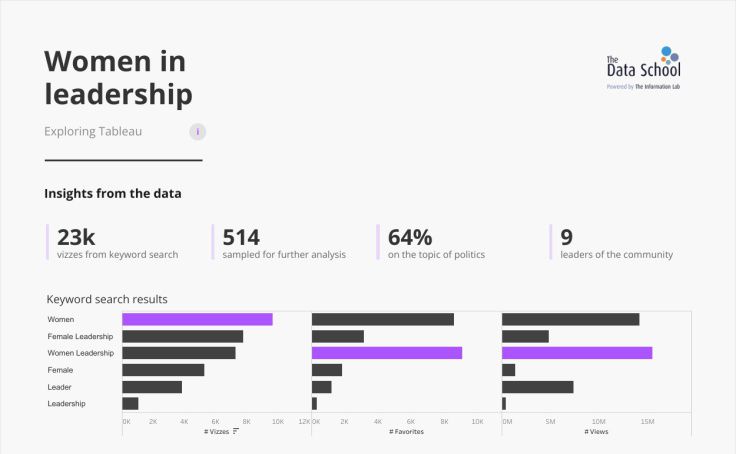 Women in
leadership
The
Data School
Powered by The Information Lab
Exploring Tableau
i
Insights from the data
23k
vizzes from keyword search
514
sampled for further analysis
64%
on the topic of politics
9
leaders of the community
Keyword search results
Women
Female Leadership
Women Leadership
Female
Leader
Leadership
0K 2K 4K 6K 8K 10K 12K
# Vizzes
0K 2K 4K 6K 8K 10K
# Favorites
0M 5M 10M 15M
# Views